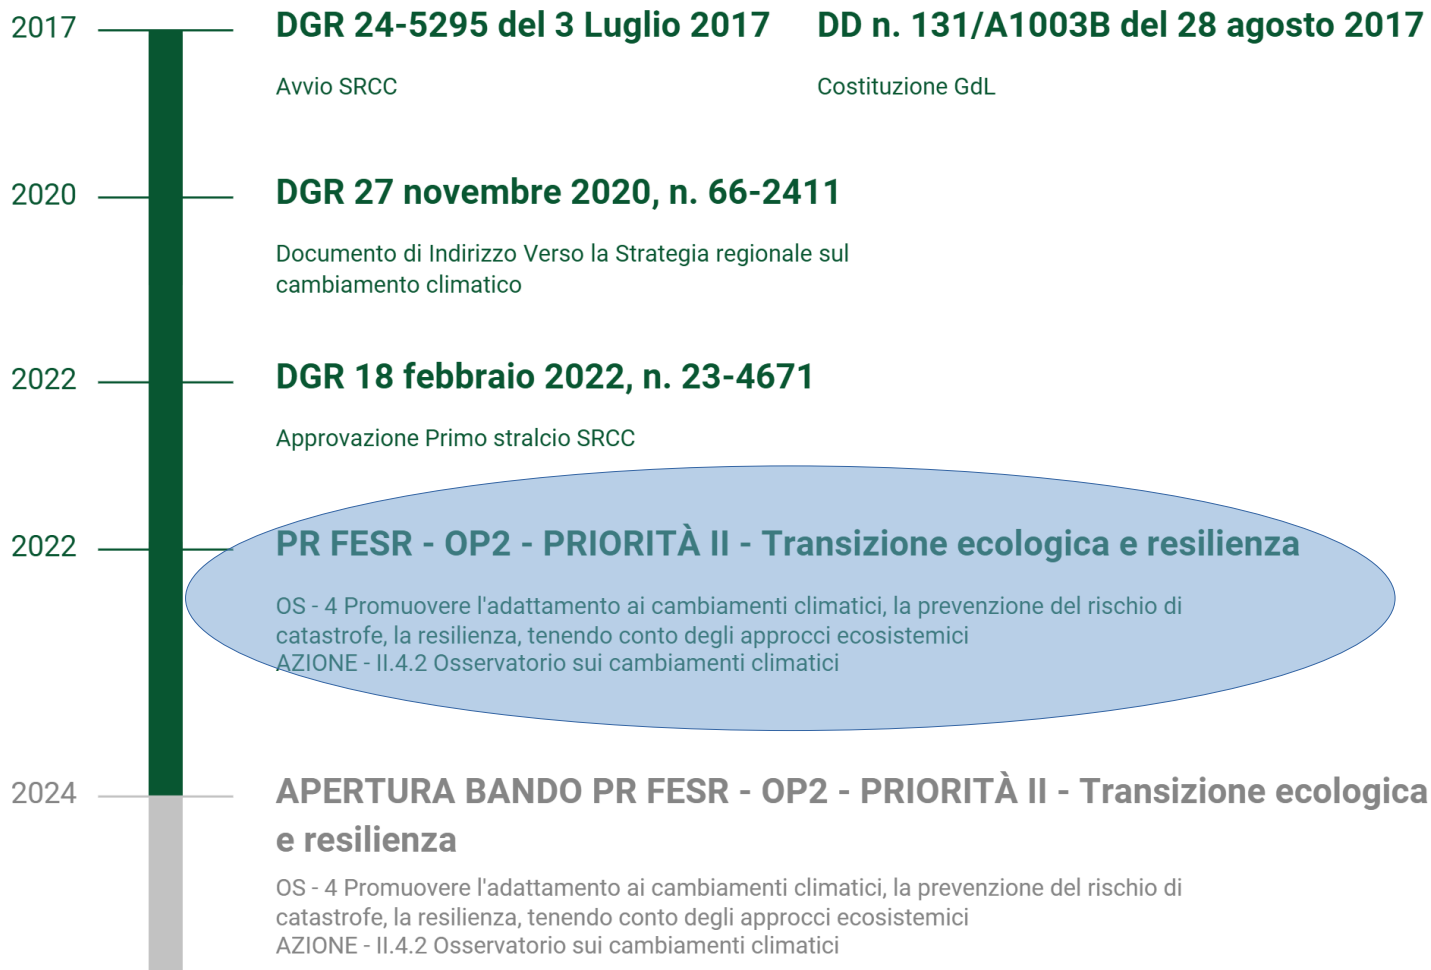 2017
DGR 24-5295 del 3 Luglio 2017
DD n. 131/A1003B del 28 agosto 2017
Avvio SRCC
Costituzione GdL
2020
DGR 27 novembre 2020, n. 66-2411
Documento di Indirizzo Verso la Strategia regionale sul
cambiamento climatico
2022
DGR 18 febbraio 2022, n. 23-4671
Approvazione Primo stralcio SRCC
2022
PR FESR - OP2 - PRIORITÀ II - Transizione ecologica e resilienza
OS - 4 Promuovere l'adattamento ai cambiamenti climatici, la prevenzione del rischio di
catastrofe, la resilienza, tenendo conto degli approcci ecosistemici
AZIONE - II.4.2 Osservatorio sui cambiamenti climatici
2024
APERTURA BANDO PR FESR - OP2 - PRIORITÀ II - Transizione ecologica
e resilienza
OS - 4 Promuovere l'adattamento ai cambiamenti climatici, la prevenzione del rischio di
catastrofe, la resilienza, tenendo conto degli approcci ecosistemici
AZIONE - II.4.2 Osservatorio sui cambiamenti climatici